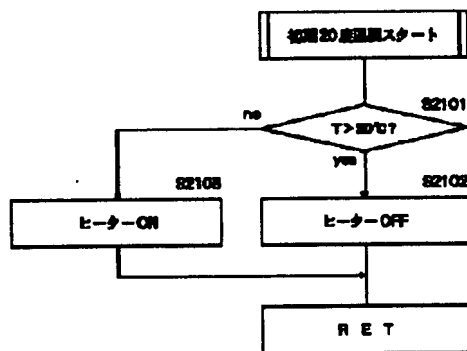 初期20度温調スタート
S2101
no
T>20℃?
yes
S2103
S2102
ヒーターON
ヒーターOFF
RET